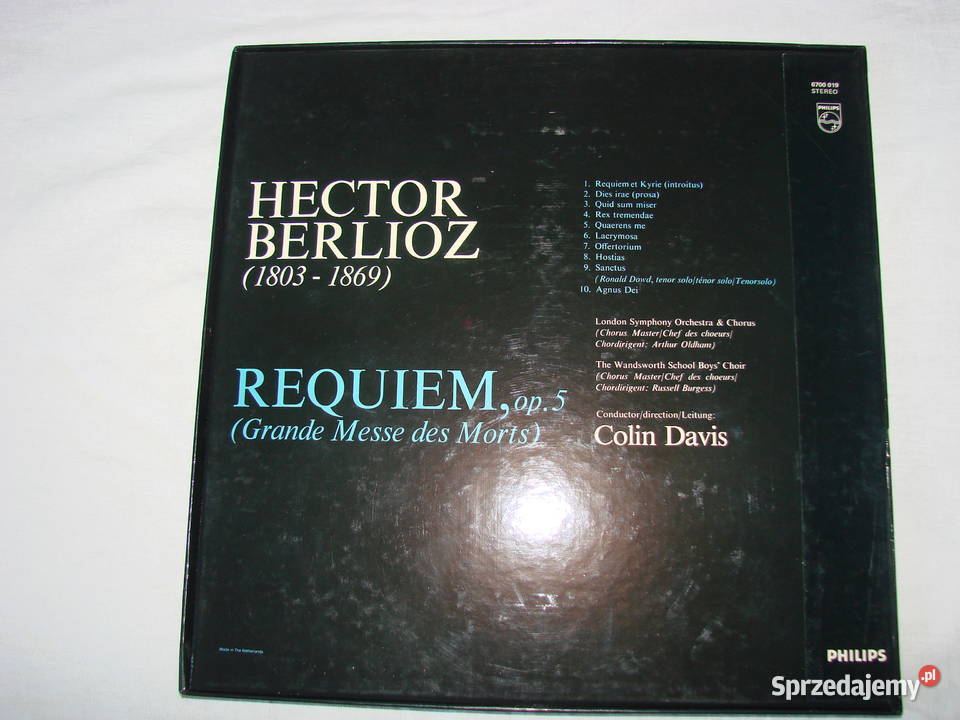 6700 019
STEREO
PHILIPS
HECTOR
BERLIOZ
(1803 - 1869)
REQUIEM, op. 5
(Grande Messe des Morts)
1. Requiem et Kyrie (introitus)
2. Dies irae (prosa)
3. Quid sum miser
4. Rex tremendae
5. Quaerens me
6. Lacrymosa
7. Offertorium
8. Hostias
9. Sanctus
(Ronald Dowd, tenor solo/ténor solo/Tenorsolo)
10. Agnus Dei
London Symphony Orchestra & Chorus
(Chorus Master/Chef des choeurs/
Chordirigent: Arthur Oldham)
The Wandsworth School Boys' Choir
(Chorus Master/Chef des choeurs/
Chordirigent: Russell Burgess)
Conductor/direction/Leitung:
Colin Davis
Made in The Netherlands
PHILIPS
Sprzedajemy.pl